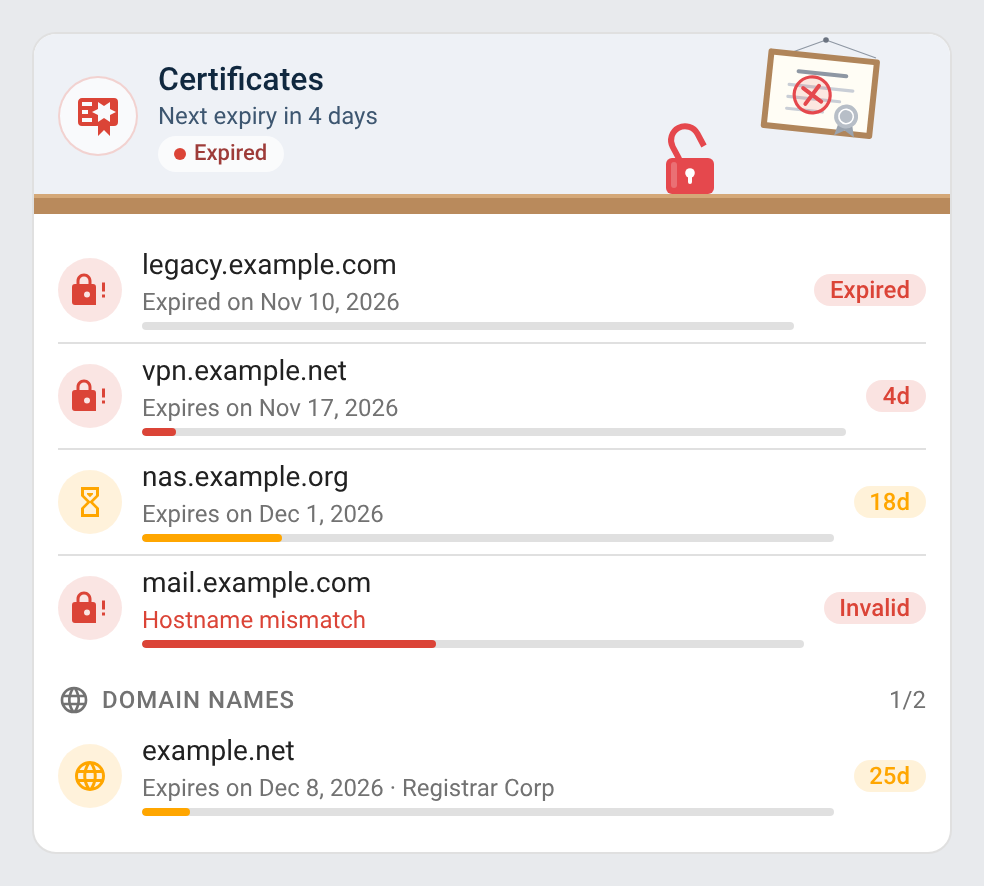 Certificates
Next expiry in 4 days
Expired
legacy.example.com
Expired on Nov 10, 2026
Expired
vpn.example.net
Expires on Nov 17, 2026
4d
nas.example.org
Expires on Dec 1, 2026
18d
mail.example.com
Hostname mismatch
Invalid
DOMAIN NAMES
1/2
example.net
Expires on Dec 8, 2026 · Registrar Corp
25d